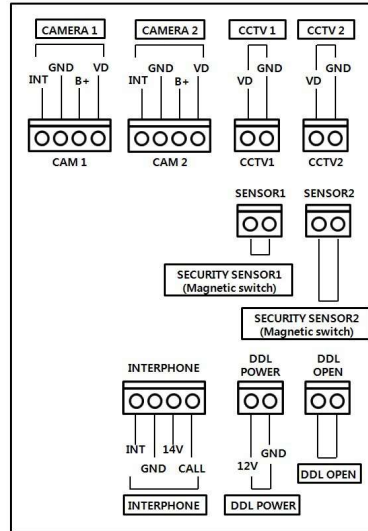 CAMERA 1
CAMERA 2
CCTV 1
CCTV 2
INT GND B+ VD
INT GND B+ VD
VD GND
VD GND
CAM 1
CAM 2
CCTV1
CCTV2
SENSOR1
SENSOR2
SECURITY SENSOR1
(Magnetic switch)
SECURITY SENSOR2
(Magnetic switch)
INTERPHONE
DDL
POWER
DDL
OPEN
INT GND 14V CALL
12V GND
INTERPHONE
DDL POWER
DDL OPEN